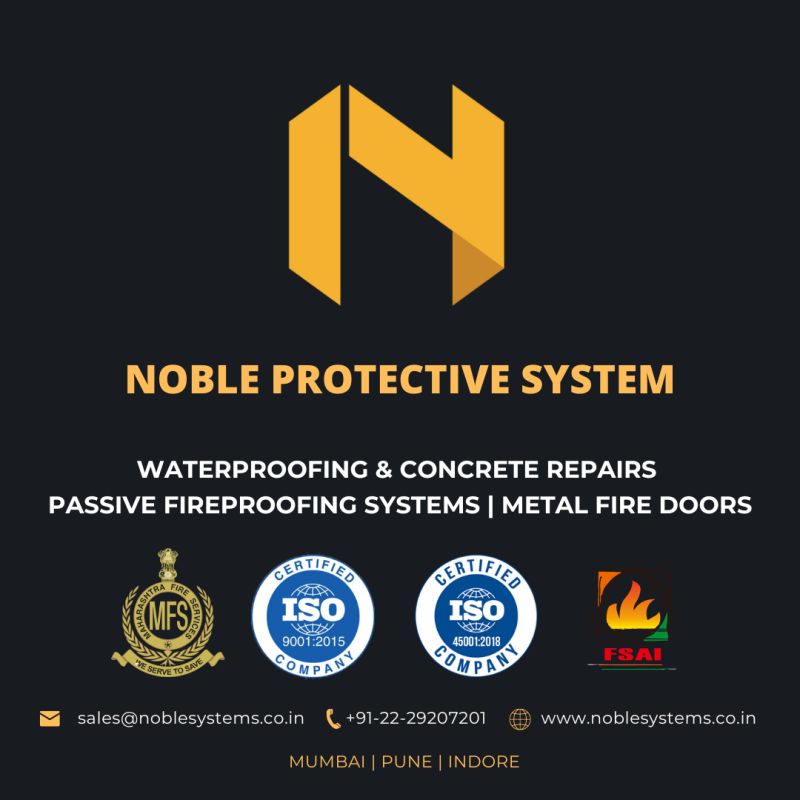 NOBLE PROTECTIVE SYSTEM
WATERPROOFING & CONCRETE REPAIRS
PASSIVE FIREPROOFING SYSTEMS | METAL FIRE DOORS
MAHARASHTRA FIRE SERVICES
MFS
WE SERVE TO SAVE
CERTIFIED
ISO
9001:2015
COMPANY
CERTIFIED
ISO
45001:2018
COMPANY
FSAI
sales@noblesystems.co.in +91-22-29207201 www.noblesystems.co.in
MUMBAI | PUNE | INDORE